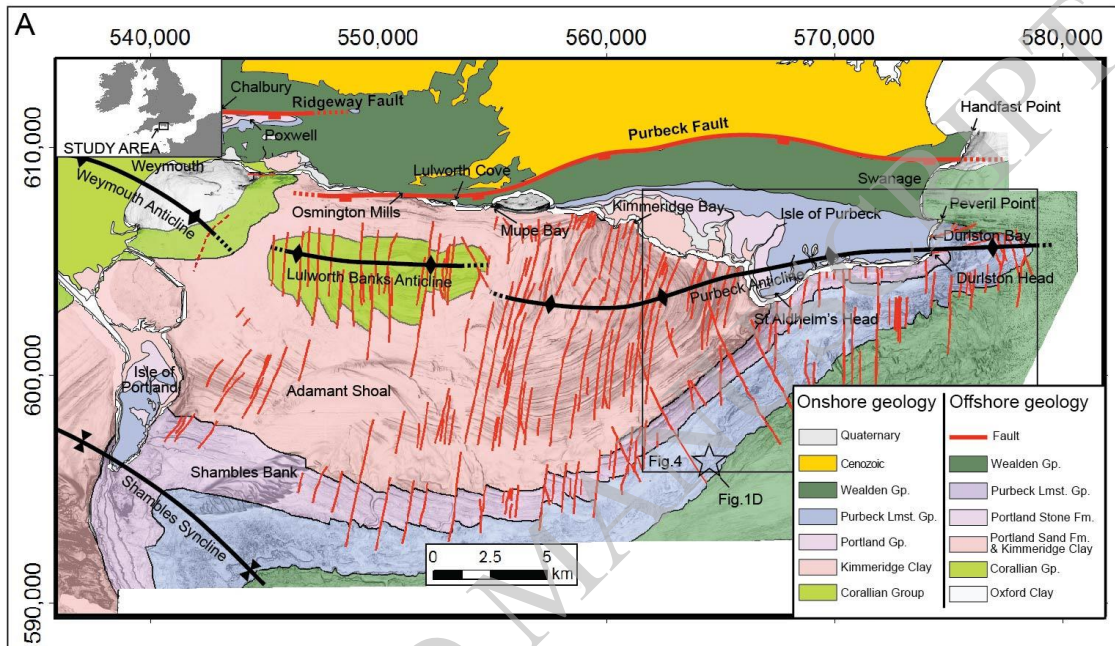 A
540,000
550,000
560,000
570,000
580,000
610,000
600,000
590,000
STUDY AREA
Chalbury
Ridgeway Fault
Poxwell
Weymouth
Weymouth Anticline
Lulworth Cove
Osmington Mills
Purbeck Fault
Handfast Point
Swanage
Mupe Bay
Kimmeridge Bay
Isle of Purbeck
Peveril Point
Durlston Bay
Durlston Head
Lulworth Banks Anticline
Purbeck Anticline
St Aldhelm's Head
Isle of
Portland
Adamant Shoal
Shambles Bank
Shambles Syncline
Fig.4
Fig.1D
0 2.5 5
km
Onshore geology
Quaternary
Cenozoic
Wealden Gp.
Purbeck Lmst. Gp.
Portland Gp.
Kimmeridge Clay
Corallian Group
Offshore geology
Fault
Wealden Gp.
Purbeck Lmst. Gp.
Portland Stone Fm.
Portland Sand Fm.
& Kimmeridge Clay
Corallian Gp.
Oxford Clay